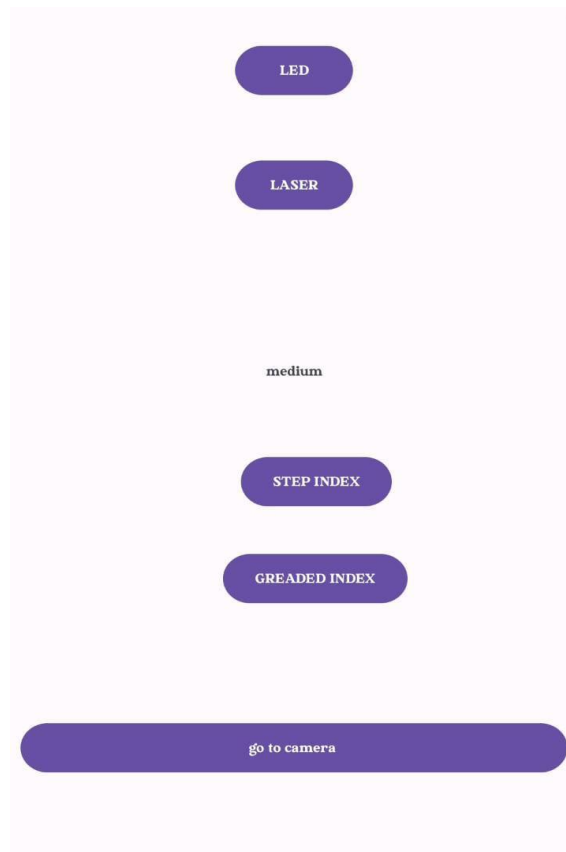 LED
LASER
medium
STEP INDEX
GREADED INDEX
go to camera